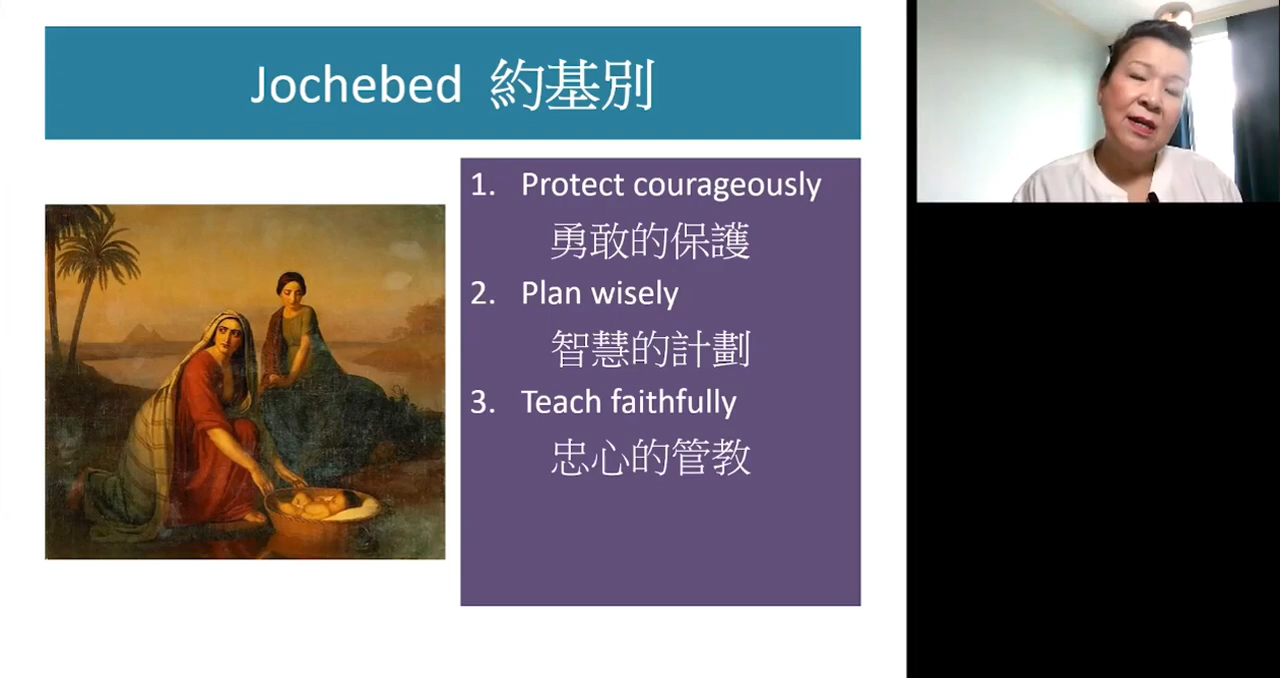 Jochebed 約基別
1. Protect courageously
勇敢的保護
2. Plan wisely
智慧的計劃
3. Teach faithfully
忠心的管教